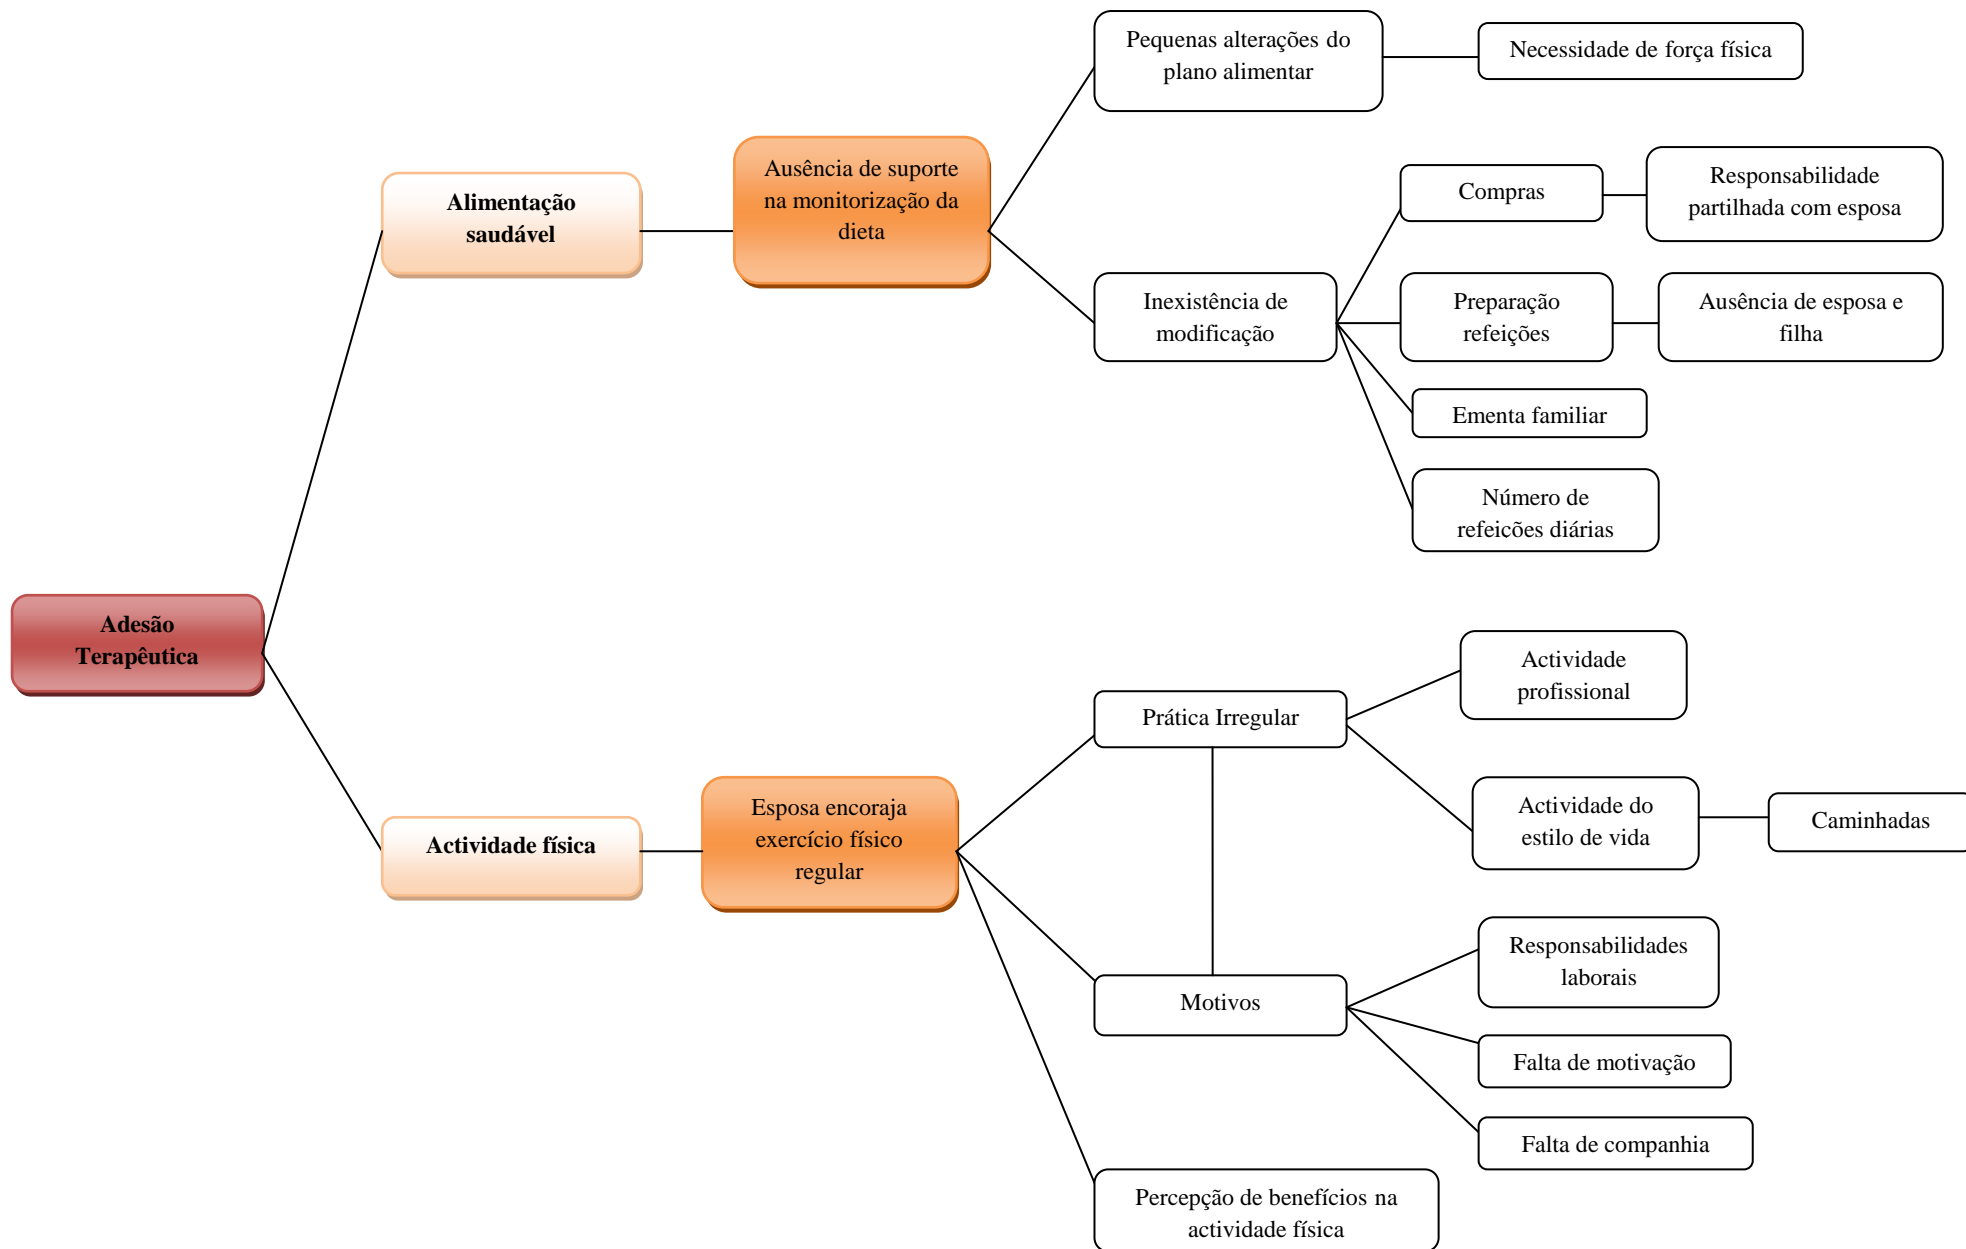 Pequenas alterações do
plano alimentar
Necessidade de força física
Ausência de suporte
na monitorização da
dieta
Alimentação
saudável
Compras
Responsabilidade
partilhada com esposa
Inexistência de
modificação
Preparação
refeições
Ausência de esposa e
filha
Ementa familiar
Número de
refeicões diárias
Adesão
Terapêutica
Actividade
profissional
Prática Irregular
Esposa encoraja
exercício físico
regular
Actividade física
Actividade do
estilo de vida
Caminhadas
Responsabilidades
laborais
Motivos
Falta de motivação
Falta de companhia
Percepção de benefícios na
actividade física